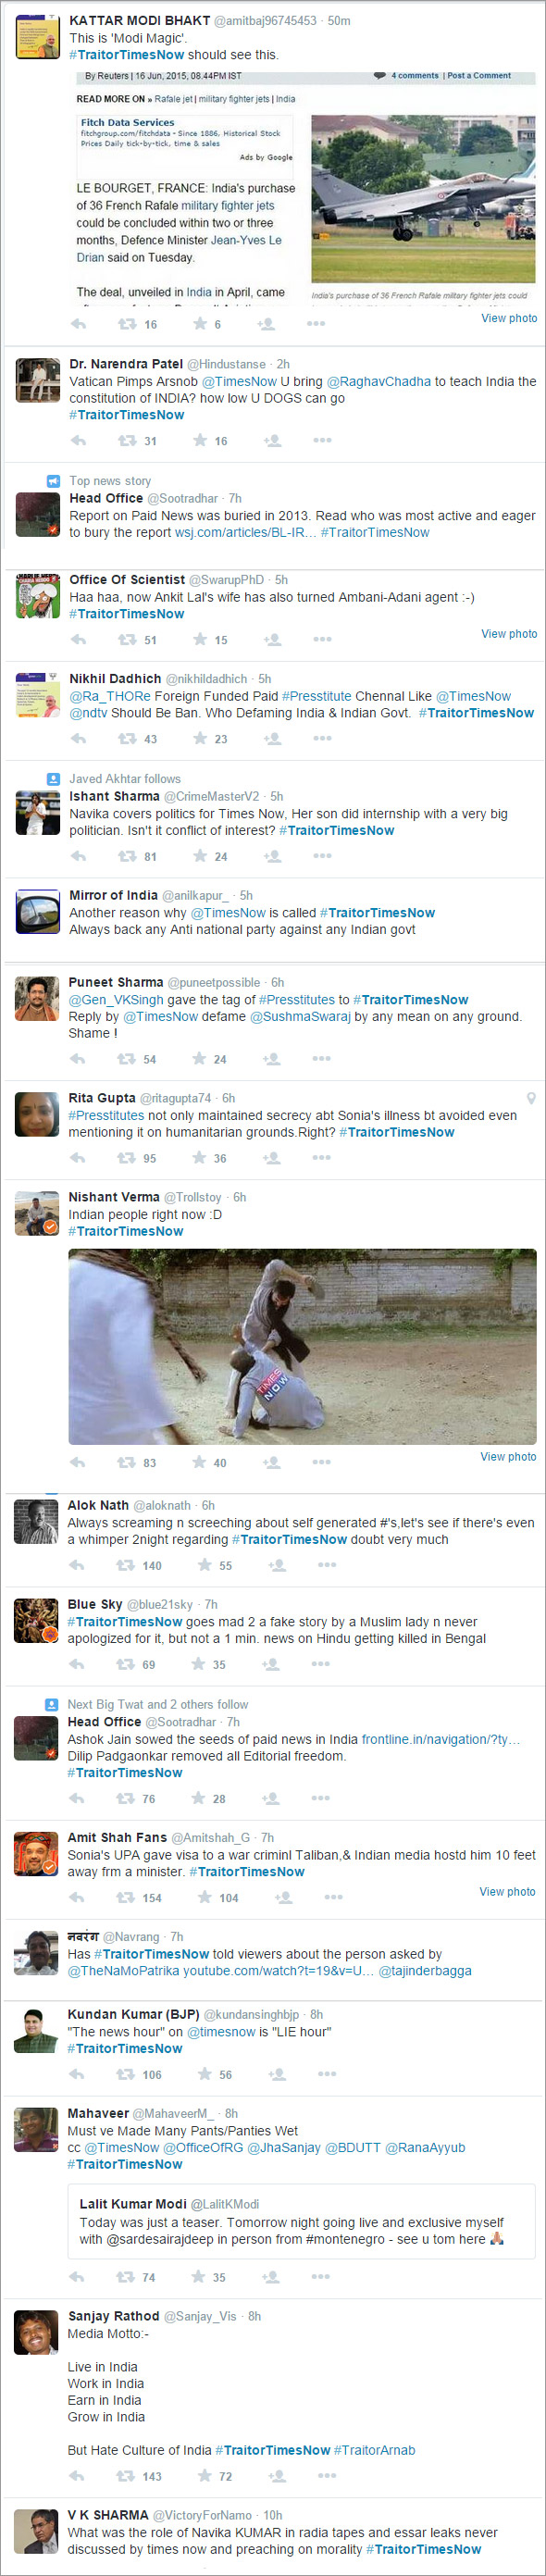 KATTAR MODI BHAKT @amitbaj96745453 · 50m
This is 'Modi Magic'.
#TraitorTimesNow should see this.
By Reuters | 16 Jun, 2015, 08.44PM IST
4 comments | Post a Comment
READ MORE ON » Rafale jet | military fighter jets | India
Fitch Data Services
fitchgroup.com/fitchdata - Since 1886, Historical Stock
Prices Daily tick-by-tick, time & sales
Ads by Google
LE BOURGET, FRANCE: India's purchase
of 36 French Rafale military fighter jets
could be concluded within two or three
months, Defence Minister Jean-Yves Le
Drian said on Tuesday.
The deal, unveiled in India in April, came
India's purchase of 36 French Rafale military fighter jets could
16 6
View photo
Dr. Narendra Patel @Hindustanse · 2h
Vatican Pimps Arsnob @TimesNow U bring @RaghavChadha to teach India the
constitution of INDIA? how low U DOGS can go
#TraitorTimesNow
31 16
Top news story
Head Office @Sootradhar · 7h
Report on Paid News was buried in 2013. Read who was most active and eager
to bury the report wsj.com/articles/BL-IR... #TraitorTimesNow
Office Of Scientist @SwarupPhD · 5h
Haa haa, now Ankit Lal's wife has also turned Ambani-Adani agent :-)
#TraitorTimesNow
51 15
View photo
Nikhil Dadhich @nikhildadhich · 5h
@Ra_THORe Foreign Funded Paid #Presstitute Chennal Like @TimesNow
@ndtv Should Be Ban. Who Defaming India & Indian Govt. #TraitorTimesNow
43 23
Javed Akhtar follows
Ishant Sharma @CrimeMasterV2 · 5h
Navika covers politics for Times Now, Her son did internship with a very big
politician. Isn't it conflict of interest? #TraitorTimesNow
81 24
Mirror of India @anilkapur_ · 5h
Another reason why @TimesNow is called #TraitorTimesNow
Always back any Anti national party against any Indian govt
Puneet Sharma @puneetpossible · 6h
@Gen_VKSingh gave the tag of #Presstitutes to #TraitorTimesNow
Reply by @TimesNow defame @SushmaSwaraj by any mean on any ground.
Shame !
54 24
Rita Gupta @ritagupta74 · 6h
#Presstitutes not only maintained secrecy abt Sonia's illness bt avoided even
mentioning it on humanitarian grounds.Right? #TraitorTimesNow
95 36
Nishant Verma @Trollstoy · 6h
Indian people right now :D
#TraitorTimesNow
TIMES
NOW
83 40
View photo
Alok Nath @aloknath · 6h
Always screaming n screeching about self generated #'s,let's see if there's even
a whimper 2night regarding #TraitorTimesNow doubt very much
140 55
Blue Sky @blue21sky · 7h
#TraitorTimesNow goes mad 2 a fake story by a Muslim lady n never
apologized for it, but not a 1 min. news on Hindu getting killed in Bengal
69 35
Next Big Twat and 2 others follow
Head Office @Sootradhar · 7h
Ashok Jain sowed the seeds of paid news in India frontline.in/navigation/?ty...
Dilip Padgaonkar removed all Editorial freedom.
#TraitorTimesNow
76 28
Amit Shah Fans @Amitshah_G · 7h
Sonia's UPA gave visa to a war criminl Taliban,& Indian media hostd him 10 feet
away frm a minister. #TraitorTimesNow
154 104
View photo
नवरंग @Navrang · 7h
Has #TraitorTimesNow told viewers about the person asked by
@TheNaMoPatrika youtube.com/watch?t=19&v=U... @tajinderbagga
Kundan Kumar (BJP) @kundansinghbjp · 8h
"The news hour" on @timesnow is "LIE hour"
#TraitorTimesNow
106 56
Mahaveer @MahaveerM_ · 8h
Must ve Made Many Pants/Panties Wet
cc @TimesNow @OfficeOfRG @JhaSanjay @BDUTT @RanaAyyub
#TraitorTimesNow
Lalit Kumar Modi @LalitKModi
Today was just a teaser. Tomorrow night going live and exclusive myself
with @sardesairajdeep in person from #montenegro - see u tom here 🙏
74 35
Sanjay Rathod @Sanjay_Vis · 8h
Media Motto:-
Live in India
Work in India
Earn in India
Grow in India
But Hate Culture of India #TraitorTimesNow #TraitorArnab
143 72
V K SHARMA @VictoryForNamo · 10h
What was the role of Navika KUMAR in radia tapes and essar leaks never
discussed by times now and preaching on morality #TraitorTimesNow